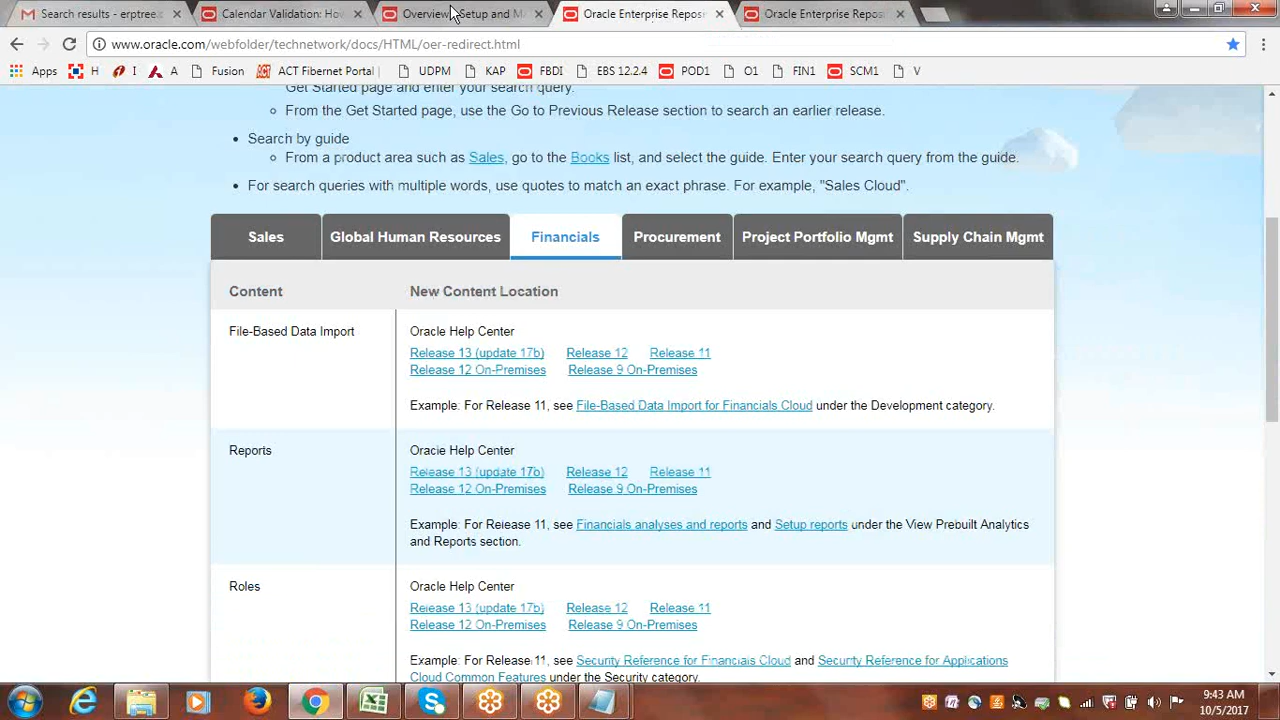 Search results - erptree
Calendar Validation: Ho
Overview: Setup and M
Oracle Enterprise Repos
Oracle Enterprise Repos
www.oracle.com/webfolder/technetwork/docs/HTML/oer-redirect.html
Apps H I A Fusion ACT Fibernet Portal UDPM KAP FBDI EBS 12.2.4 POD1 O1 FIN1 SCM1 V
Get Started page and enter your search query.
From the Get Started page, use the Go to Previous Release section to search an earlier release.
Search by guide
From a product area such as Sales, go to the Books list, and select the guide. Enter your search query from the guide.
For search queries with multiple words, use quotes to match an exact phrase. For example, "Sales Cloud".
Sales Global Human Resources Financials Procurement Project Portfolio Mgmt Supply Chain Mgmt
Content New Content Location
File-Based Data Import Oracle Help Center
Release 13 (update 17b) Release 12 Release 11
Release 12 On-Premises Release 9 On-Premises
Example: For Release 11, see File-Based Data Import for Financials Cloud under the Development category.
Reports Oracle Help Center
Release 13 (update 17b) Release 12 Release 11
Release 12 On-Premises Release 9 On-Premises
Example: For Release 11, see Financials analyses and reports and Setup reports under the View Prebuilt Analytics
and Reports section.
Roles Oracle Help Center
Release 13 (update 17b) Release 12 Release 11
Release 12 On-Premises Release 9 On-Premises
Example: For Release 11, see Security Reference for Financials Cloud and Security Reference for Applications
Cloud Common Features under the Security category.
9:43 AM
10/5/2017